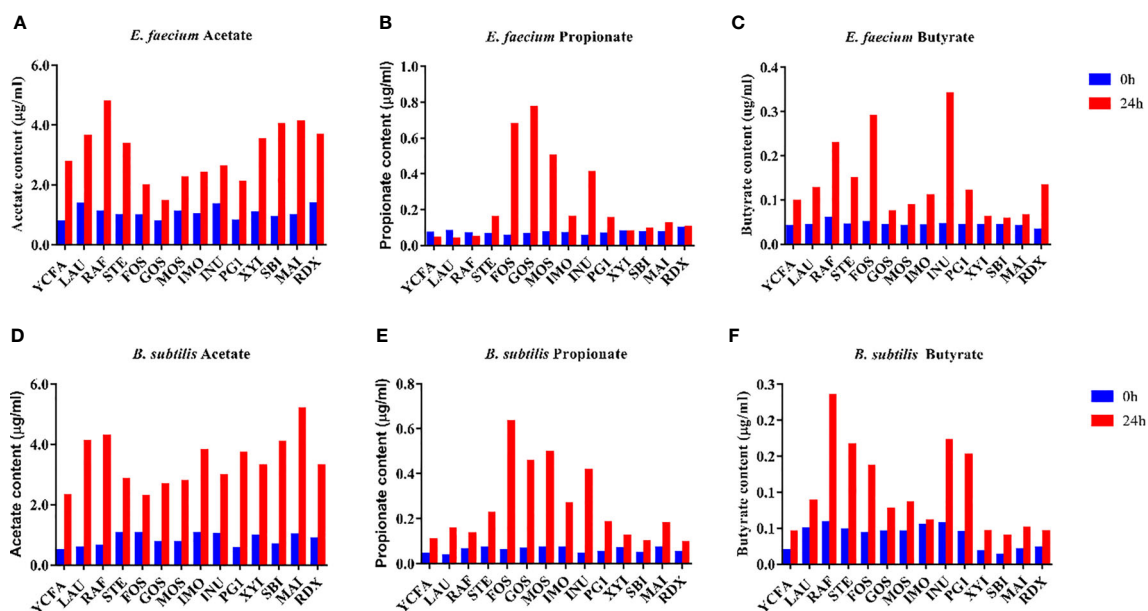 A
E. faecium Acetate
Acetate content (μg/ml)
6.0
4.0
2.0
0.0
YCFA LAU RAF STE FOS GOS MOS IMO INU PG1 XYI SBI MAI RDX
B
E. faecium Propionate
Propionate content (μg/ml)
1.0
0.8
0.6
0.4
0.2
0.0
YCFA LAU RAF STE FOS GOS MOS IMO INU PG1 XYI SBI MAI RDX
C
E. faecium Butyrate
Butyrate content (μg/ml)
0.4
0.3
0.2
0.1
0.1
0.0
YCFA LAU RAF STE FOS GOS MOS IMO INU PG1 XYI SBI MAI RDX
0h
24h
D
B. subtilis Acetate
Acetate content (μg/ml)
6.0
4.0
2.0
0.0
YCFA LAU RAF STE FOS GOS MOS IMO INU PG1 XYI SBI MAI RDX
E
B. subtilis Propionate
Propionate content (μg/ml)
0.8
0.6
0.4
0.2
0.0
YCFA LAU RAF STE FOS GOS MOS IMO INU PG1 XYI SBI MAI RDX
F
B. subtilis Butyrate
Butyrate content (μg/ml)
0.3
0.2
0.2
0.1
0.1
0.0
YCFA LAU RAF STE FOS GOS MOS IMO INU PG1 XYI SBI MAI RDX
0h
24h